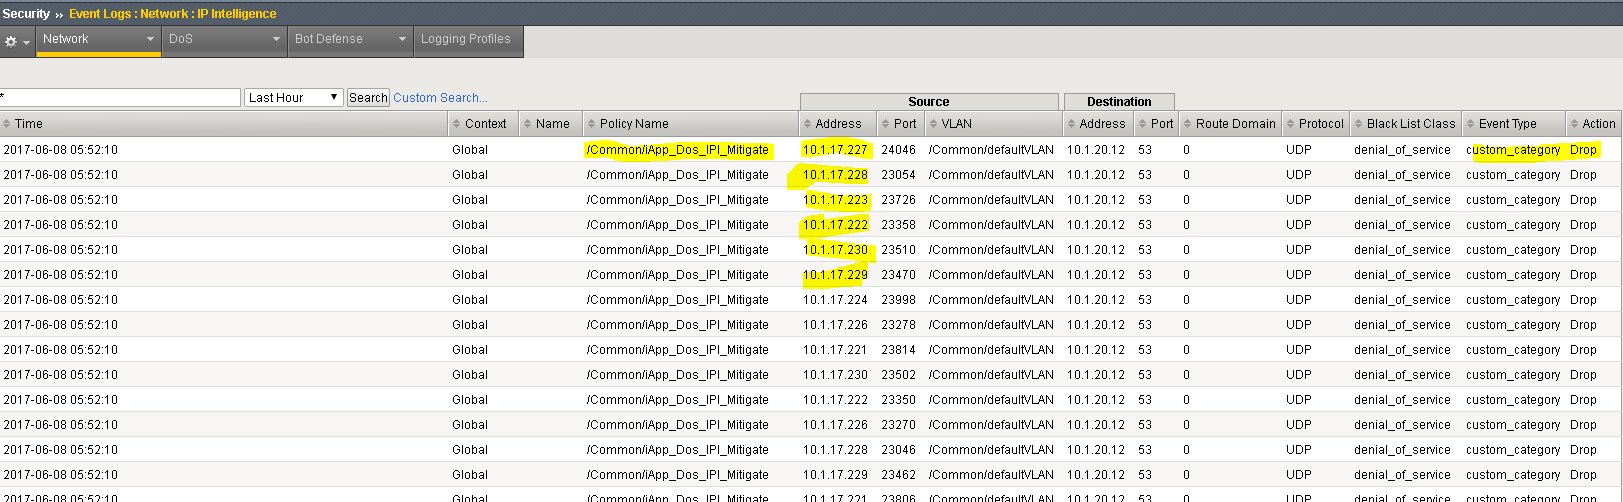 Security ›› Event Logs : Network : IP Intelligence
Network DoS Bot Defense Logging Profiles
* Last Hour Search Custom Search...
Source Destination
Time Context Name Policy Name Address Port VLAN Address Port Route Domain Protocol Black List Class Event Type Action
2017-06-08 05:52:10 Global /Common/iApp_Dos_IPI_Mitigate 10.1.17.227 24046 /Common/defaultVLAN 10.1.20.12 53 0 UDP denial_of_service custom_category Drop
2017-06-08 05:52:10 Global /Common/iApp_Dos_IPI_Mitigate 10.1.17.228 23054 /Common/defaultVLAN 10.1.20.12 53 0 UDP denial_of_service custom_category Drop
2017-06-08 05:52:10 Global /Common/iApp_Dos_IPI_Mitigate 10.1.17.223 23726 /Common/defaultVLAN 10.1.20.12 53 0 UDP denial_of_service custom_category Drop
2017-06-08 05:52:10 Global /Common/iApp_Dos_IPI_Mitigate 10.1.17.222 23358 /Common/defaultVLAN 10.1.20.12 53 0 UDP denial_of_service custom_category Drop
2017-06-08 05:52:10 Global /Common/iApp_Dos_IPI_Mitigate 10.1.17.230 23510 /Common/defaultVLAN 10.1.20.12 53 0 UDP denial_of_service custom_category Drop
2017-06-08 05:52:10 Global /Common/iApp_Dos_IPI_Mitigate 10.1.17.229 23470 /Common/defaultVLAN 10.1.20.12 53 0 UDP denial_of_service custom_category Drop
2017-06-08 05:52:10 Global /Common/iApp_Dos_IPI_Mitigate 10.1.17.224 23998 /Common/defaultVLAN 10.1.20.12 53 0 UDP denial_of_service custom_category Drop
2017-06-08 05:52:10 Global /Common/iApp_Dos_IPI_Mitigate 10.1.17.226 23278 /Common/defaultVLAN 10.1.20.12 53 0 UDP denial_of_service custom_category Drop
2017-06-08 05:52:10 Global /Common/iApp_Dos_IPI_Mitigate 10.1.17.221 23814 /Common/defaultVLAN 10.1.20.12 53 0 UDP denial_of_service custom_category Drop
2017-06-08 05:52:10 Global /Common/iApp_Dos_IPI_Mitigate 10.1.17.230 23502 /Common/defaultVLAN 10.1.20.12 53 0 UDP denial_of_service custom_category Drop
2017-06-08 05:52:10 Global /Common/iApp_Dos_IPI_Mitigate 10.1.17.222 23350 /Common/defaultVLAN 10.1.20.12 53 0 UDP denial_of_service custom_category Drop
2017-06-08 05:52:10 Global /Common/iApp_Dos_IPI_Mitigate 10.1.17.226 23270 /Common/defaultVLAN 10.1.20.12 53 0 UDP denial_of_service custom_category Drop
2017-06-08 05:52:10 Global /Common/iApp_Dos_IPI_Mitigate 10.1.17.228 23046 /Common/defaultVLAN 10.1.20.12 53 0 UDP denial_of_service custom_category Drop
2017-06-08 05:52:10 Global /Common/iApp_Dos_IPI_Mitigate 10.1.17.229 23462 /Common/defaultVLAN 10.1.20.12 53 0 UDP denial_of_service custom_category Drop
2017-06-08 05:52:10 Global /Common/iApp_Dos_IPI_Mitigate 10.1.17.221 23806 /Common/defaultVLAN 10.1.20.12 53 0 UDP denial_of_service custom_category Drop